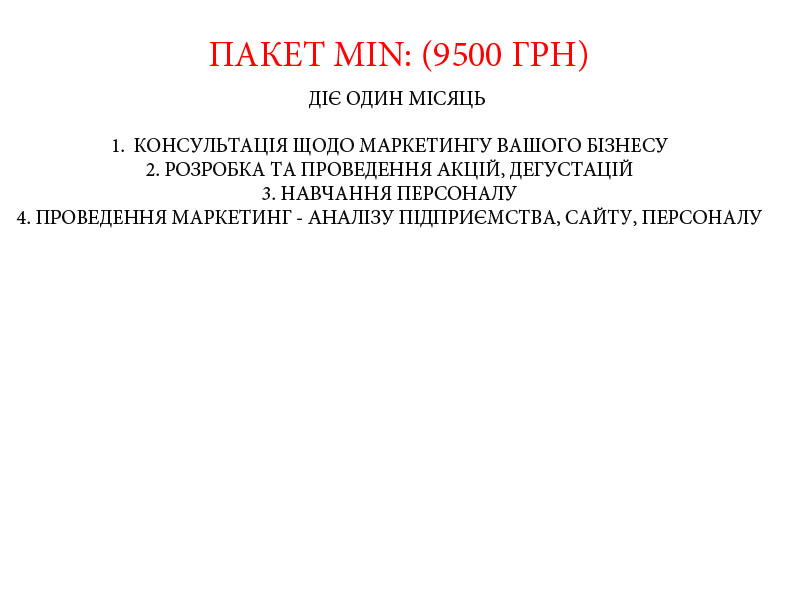 ПАКЕТ MIN: (9500 ГРН)
ДІЄ ОДИН МІСЯЦЬ
1. КОНСУЛЬТАЦІЯ ЩОДО МАРКЕТИНГУ ВАШОГО БІЗНЕСУ
2. РОЗРОБКА ТА ПРОВЕДЕННЯ АКЦІЙ, ДЕГУСТАЦІЙ
3. НАВЧАННЯ ПЕРСОНАЛУ
4. ПРОВЕДЕННЯ МАРКЕТИНГ - АНАЛІЗУ ПІДПРИЄМСТВА, САЙТУ, ПЕРСОНАЛУ